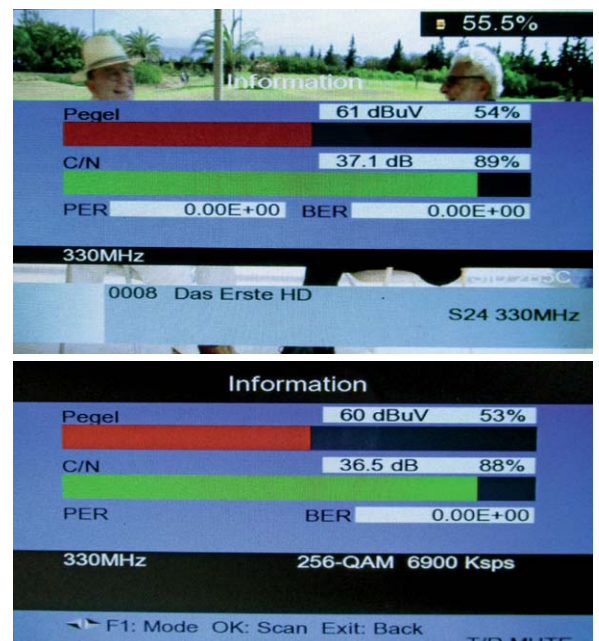 55.5%
Information
Pegel 61 dBuV 54%
C/N 37.1 dB 89%
PER 0.00E+00 BER 0.00E+00
330MHz
0008 Das Erste HD
S24 330MHz
Information
Pegel 60 dBuV 53%
C/N 36.5 dB 88%
PER BER 0.00E+00
330MHz 256-QAM 6900 Ksps
F1: Mode OK: Scan Exit: Back